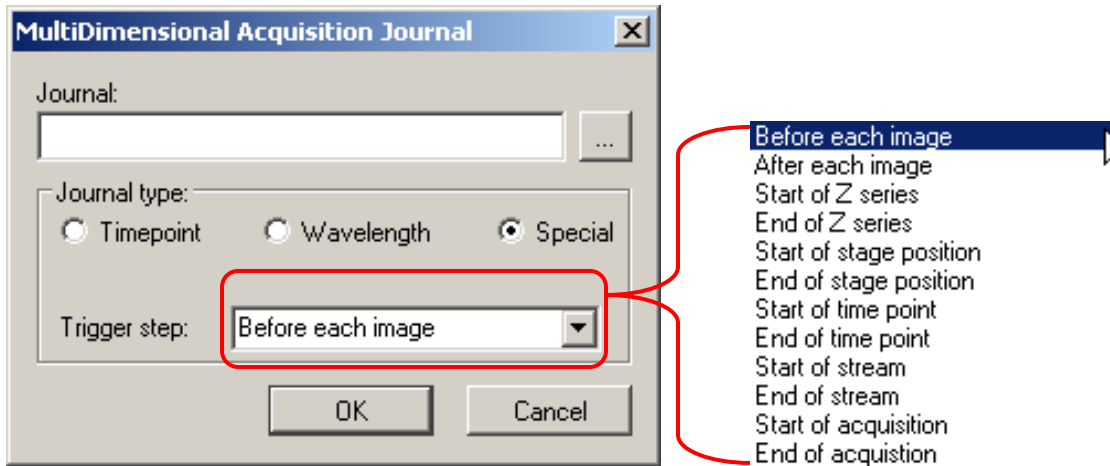 MultiDimensional Acquisition Journal
Journal:
...
Journal type:
Timepoint Wavelength Special
Trigger step: Before each image
OK Cancel
Before each image
After each image
Start of Z series
End of Z series
Start of stage position
End of stage position
Start of time point
End of time point
Start of stream
End of stream
Start of acquisition
End of acquistion